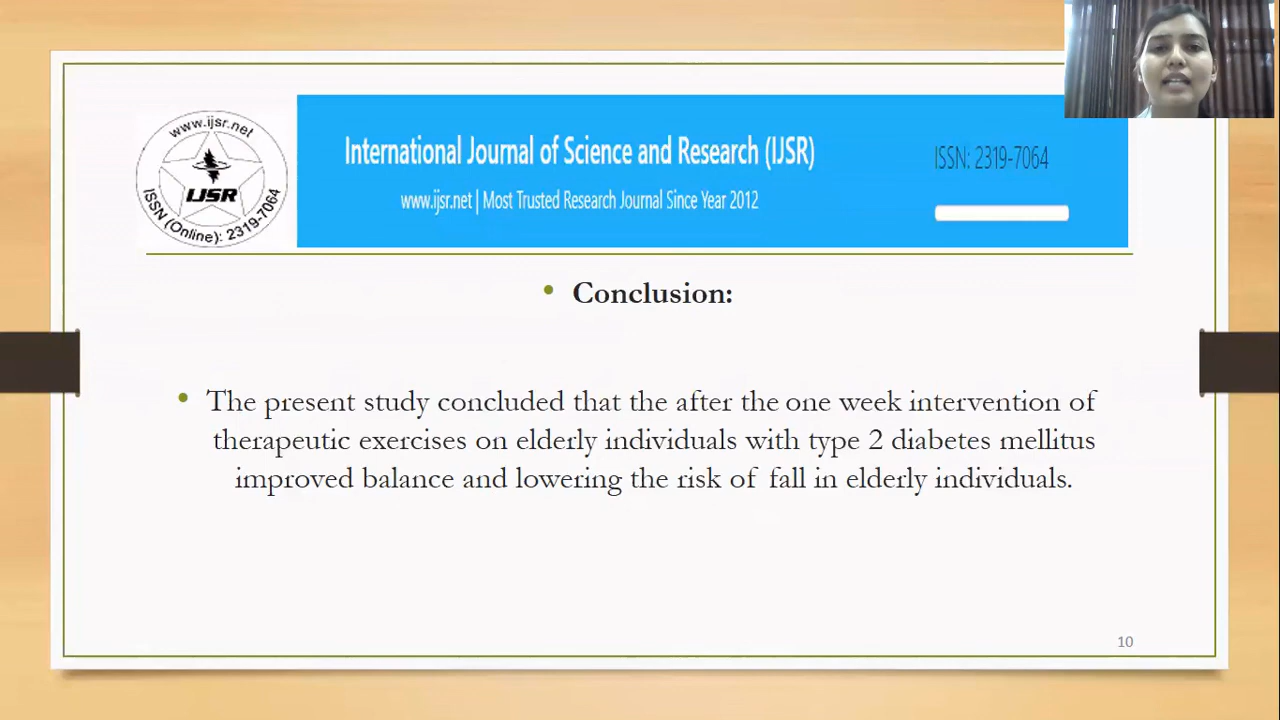 www.ijsr.net
IJSR
ISSN (Online): 2319-7064
International Journal of Science and Research (IJSR)
www.ijsr.net | Most Trusted Research Journal Since Year 2012
ISSN: 2319-7064
• Conclusion:
• The present study concluded that the after the one week intervention of
therapeutic exercises on elderly individuals with type 2 diabetes mellitus
improved balance and lowering the risk of fall in elderly individuals.
10